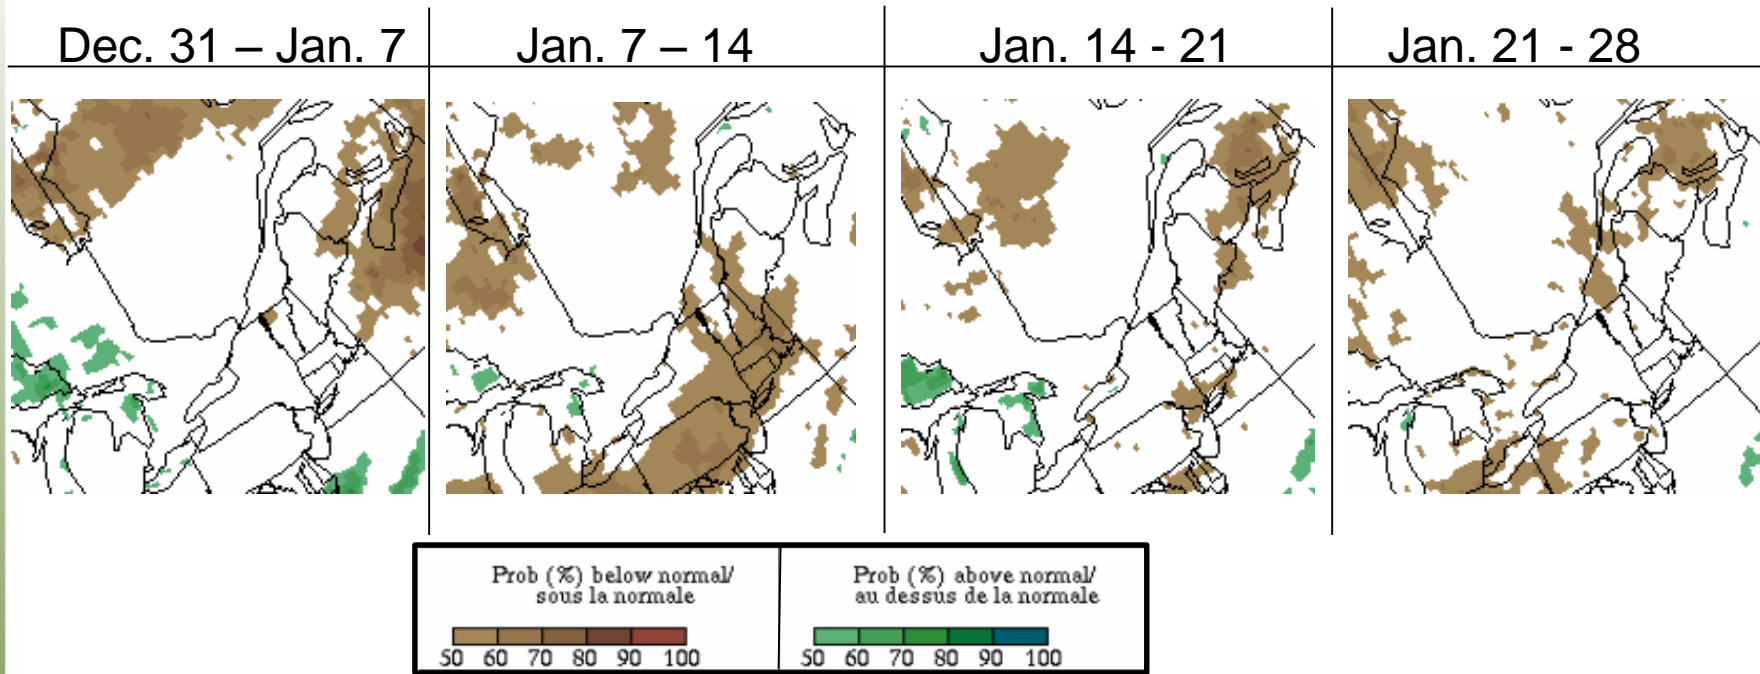 Dec. 31 – Jan. 7
Jan. 7 – 14
Jan. 14 - 21
Jan. 21 - 28
Prob (%) below normal/
sous la normale
50 60 70 80 90 100
Prob (%) above normal/
au dessus de la normale
50 60 70 80 90 100